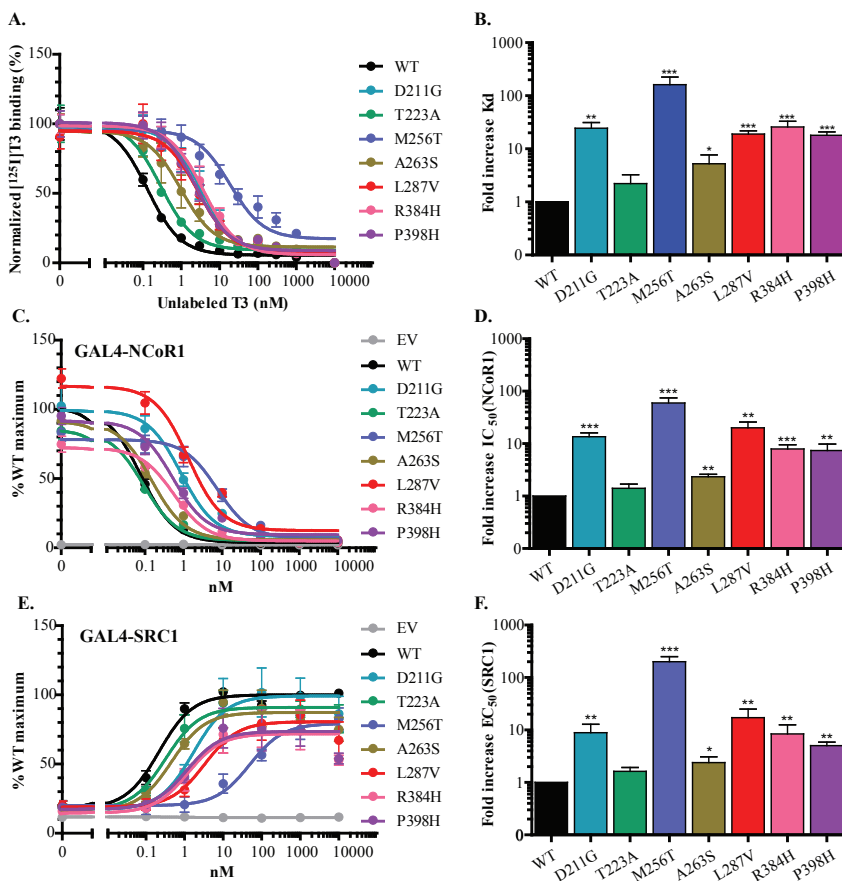 A.
Normalized [¹²⁵I]T3 binding (%)
150
100
50
0
0
0.1
1
10
100
1000
10000
Unlabeled T3 (nM)
WT
D211G
T223A
M256T
A263S
L287V
R384H
P398H
B.
Fold increase Kd
1000
100
10
1
0
**
***
*
***
***
***
WT
D211G
T223A
M256T
A263S
L287V
R384H
P398H
C.
GAL4-NCoR1
% WT maximum
150
100
50
0
0
0.1
1
10
100
1000
10000
nM
EV
WT
D211G
T223A
M256T
A263S
L287V
R384H
P398H
D.
Fold increase IC50 (NCoR1)
1000
100
10
1
0
***
***
**
**
***
**
WT
D211G
T223A
M256T
A263S
L287V
R384H
P398H
E.
GAL4-SRC1
% WT maximum
150
100
50
0
0
0.1
1
10
100
1000
10000
nM
EV
WT
D211G
T223A
M256T
A263S
L287V
R384H
P398H
F.
Fold increase EC50 (SRC1)
1000
100
10
1
0
**
***
*
**
**
**
WT
D211G
T223A
M256T
A263S
L287V
R384H
P398H